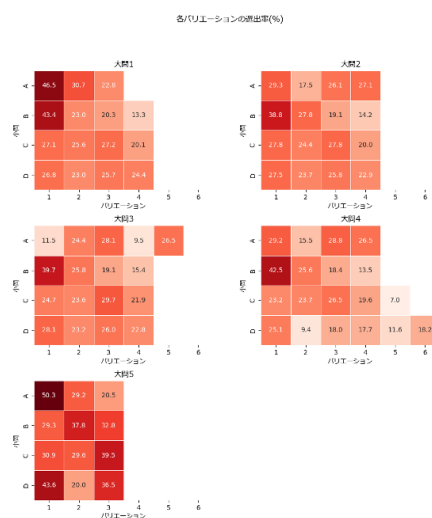 各バリエーションの選出率(%)
大問1
小問
A 46.5 30.7 22.8
B 43.4 23.0 20.3 13.3
C 27.1 25.6 27.2 20.1
D 26.8 23.0 25.7 24.4
1 2 3 4 5 6
バリエーション
大問2
小問
A 29.3 17.5 26.1 27.1
B 38.8 27.8 19.1 14.2
C 27.8 24.4 27.8 20.0
D 27.5 23.7 25.8 22.9
1 2 3 4 5 6
バリエーション
大問3
小問
A 11.5 24.4 28.1 9.5 26.5
B 39.7 25.8 19.1 15.4
C 24.7 23.6 29.7 21.9
D 28.1 23.2 26.0 22.8
1 2 3 4 5 6
バリエーション
大問4
小問
A 29.2 15.5 28.8 26.5
B 42.5 25.6 18.4 13.5
C 23.2 23.7 26.5 19.6 7.0
D 25.1 9.4 18.0 17.7 11.6 18.2
1 2 3 4 5 6
バリエーション
大問5
小問
A 50.3 29.2 20.5
B 29.3 37.8 32.8
C 30.9 29.6 39.5
D 43.6 20.0 36.5
1 2 3 4 5 6
バリエーション